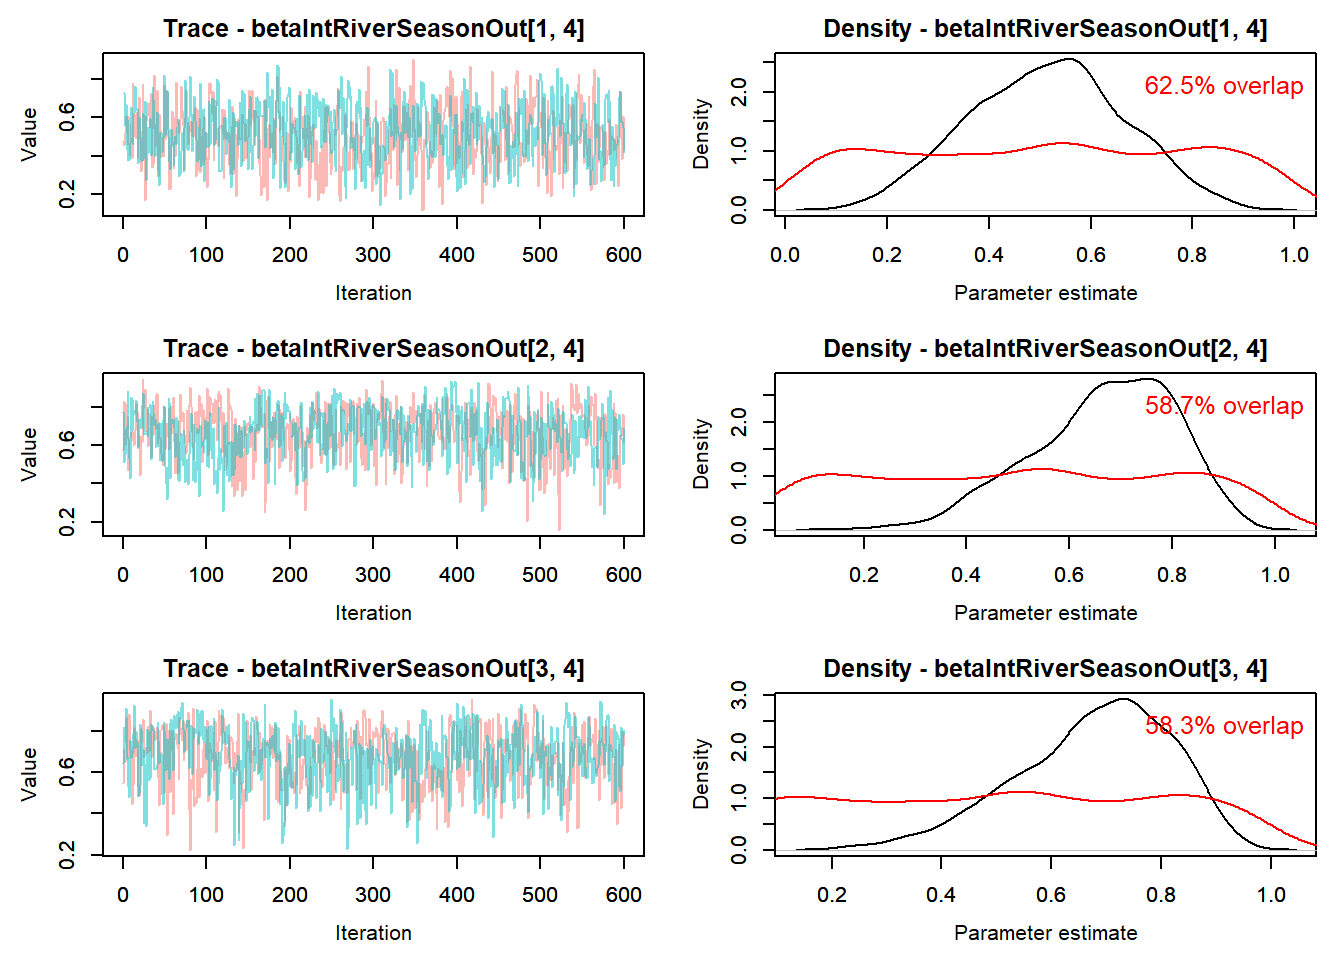 Trace - betaIntRiverSeasonOut[1, 4]
Value
0.2 0.6
0 100 200 300 400 500 600
Iteration
Density - betaIntRiverSeasonOut[1, 4]
62.5% overlap
Density
0.0 1.0 2.0
0.0 0.2 0.4 0.6 0.8 1.0
Parameter estimate
Trace - betaIntRiverSeasonOut[2, 4]
Value
0.2 0.6
0 100 200 300 400 500 600
Iteration
Density - betaIntRiverSeasonOut[2, 4]
58.7% overlap
Density
0.0 1.0 2.0
0.2 0.4 0.6 0.8 1.0
Parameter estimate
Trace - betaIntRiverSeasonOut[3, 4]
Value
0.2 0.6
0 100 200 300 400 500 600
Iteration
Density - betaIntRiverSeasonOut[3, 4]
58.3% overlap
Density
0.0 1.0 2.0 3.0
0.2 0.4 0.6 0.8 1.0
Parameter estimate